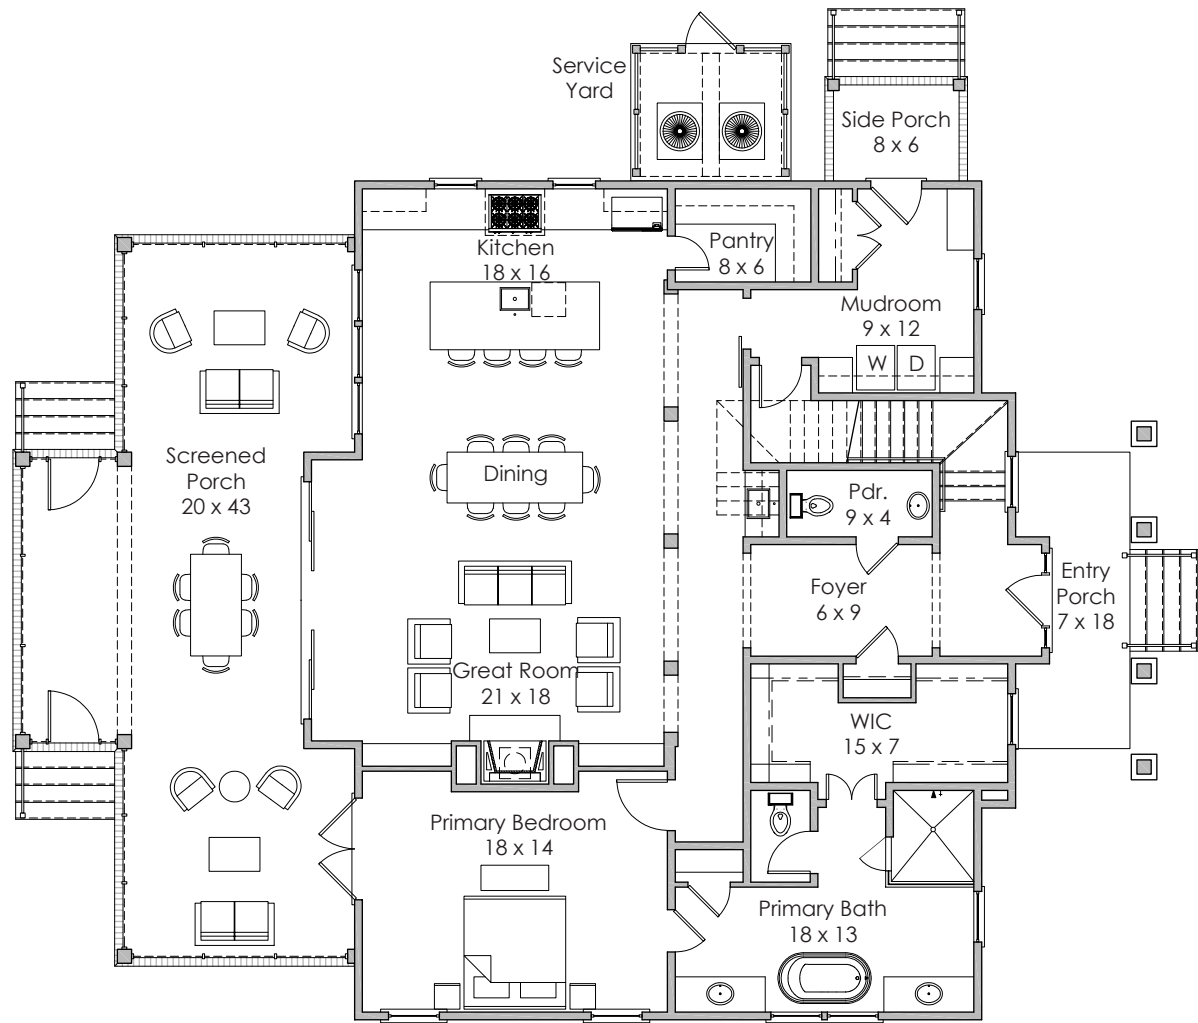 Service
Yard
Side Porch
8 x 6
Kitchen
18 x 16
Pantry
8 x 6
Mudroom
9 x 12
W
D
Screened
Porch
20 x 43
Dining
Pdr.
9 x 4
Foyer
6 x 9
Entry
Porch
7 x 18
Great Room
21 x 18
WIC
15 x 7
Primary Bedroom
18 x 14
Primary Bath
18 x 13